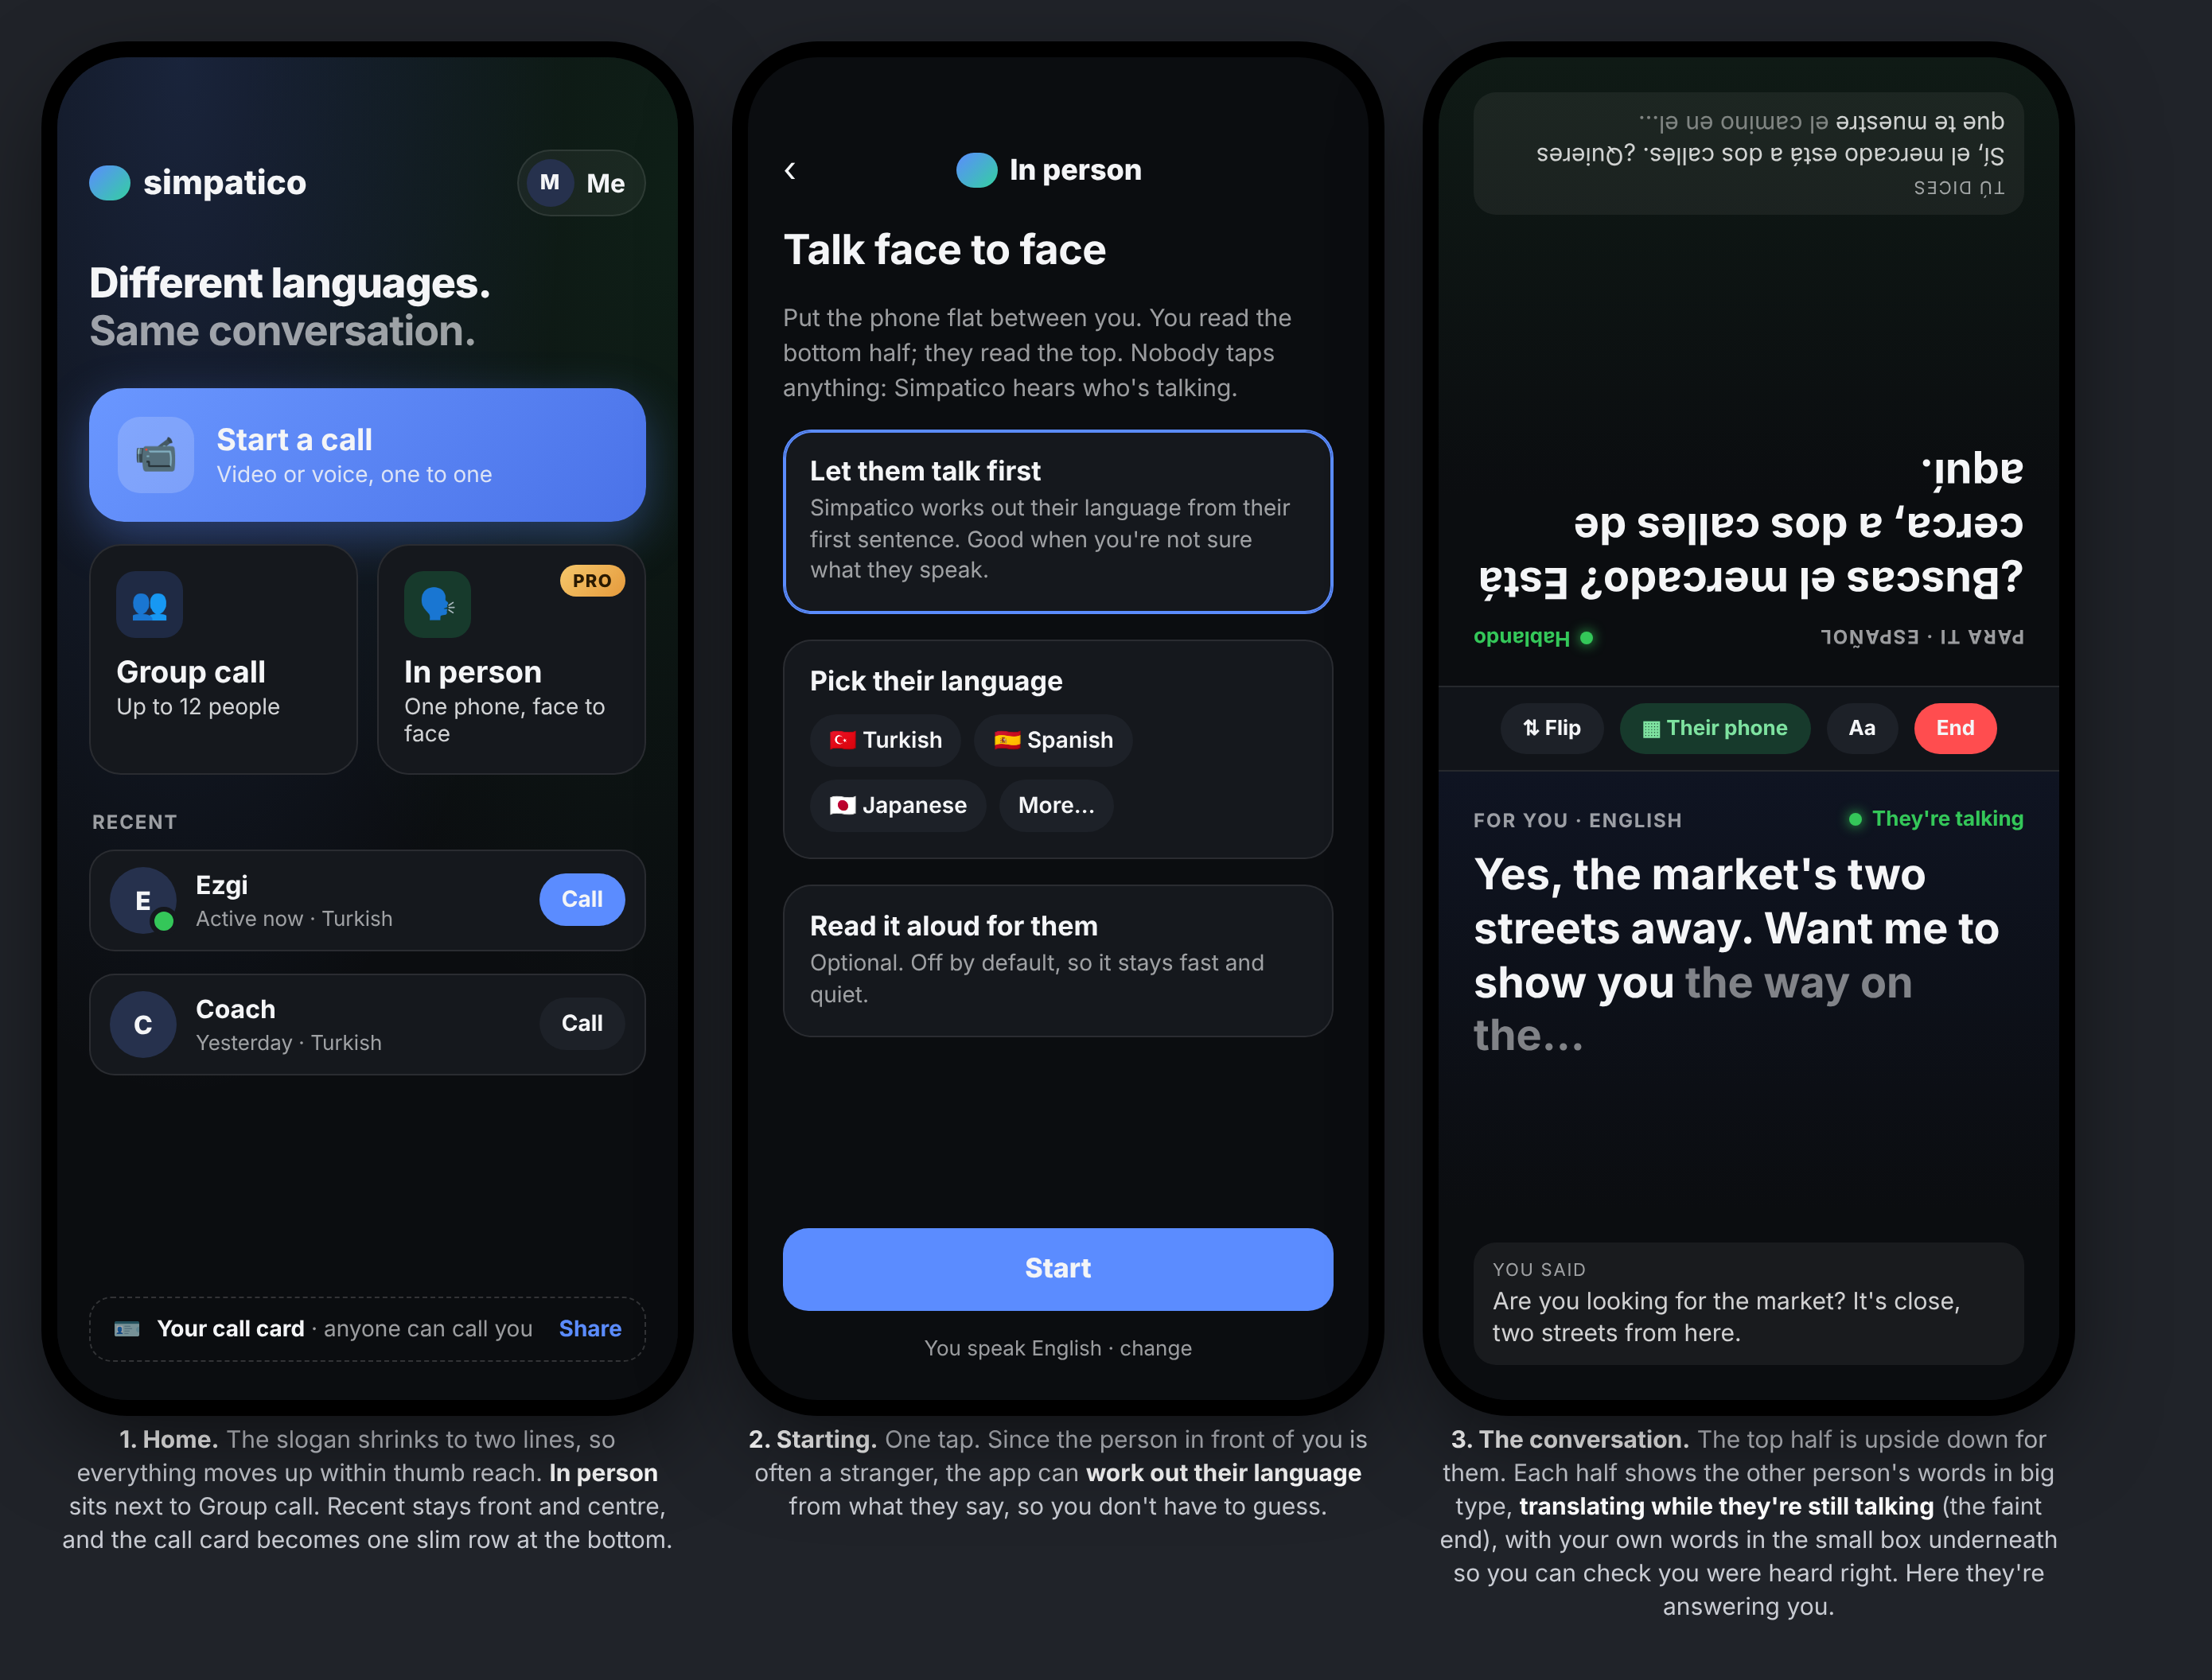 simpatico
M Me
Different languages.
Same conversation.
Start a call
Video or voice, one to one
Group call
Up to 12 people
PRO
In person
One phone, face to
face
RECENT
E
Ezgi
Active now · Turkish
Call
C
Coach
Yesterday · Turkish
Call
Your call card · anyone can call you Share
1. Home. The slogan shrinks to two lines, so
everything moves up within thumb reach. In person
sits next to Group call. Recent stays front and centre,
and the call card becomes one slim row at the bottom.
‹ In person
Talk face to face
Put the phone flat between you. You read the
bottom half; they read the top. Nobody taps
anything: Simpatico hears who's talking.
Let them talk first
Simpatico works out their language from their
first sentence. Good when you're not sure
what they speak.
Pick their language
Turkish Spanish
Japanese More...
Read it aloud for them
Optional. Off by default, so it stays fast and
quiet.
Start
You speak English · change
2. Starting. One tap. Since the person in front of you is
often a stranger, the app can work out their language
from what they say, so you don't have to guess.
PARA TI · ESPAÑOL Hablando
¿Buscas el mercado? Está
cerca, a dos calles de
aquí.
TÚ DICES
Sí, el mercado está a dos calles. ¿Quieres
que te muestre el camino en el…
⇅ Flip Their phone Aa End
FOR YOU · ENGLISH They're talking
Yes, the market's two
streets away. Want me to
show you the way on
the…
YOU SAID
Are you looking for the market? It's close,
two streets from here.
3. The conversation. The top half is upside down for
them. Each half shows the other person's words in big
type, translating while they're still talking (the faint
end), with your own words in the small box underneath
so you can check you were heard right. Here they're
answering you.